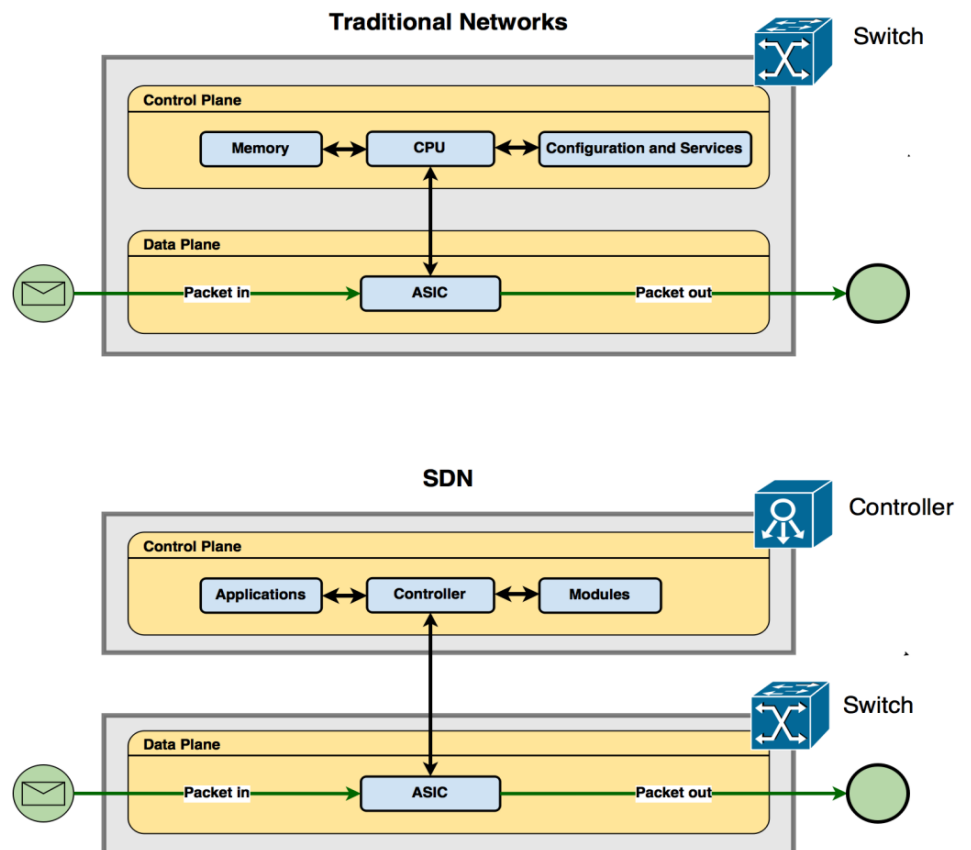 Traditional Networks
Switch
Control Plane
Memory
CPU
Configuration and Services
Data Plane
Packet in
ASIC
Packet out
SDN
Controller
Control Plane
Applications
Controller
Modules
Switch
Data Plane
Packet in
ASIC
Packet out